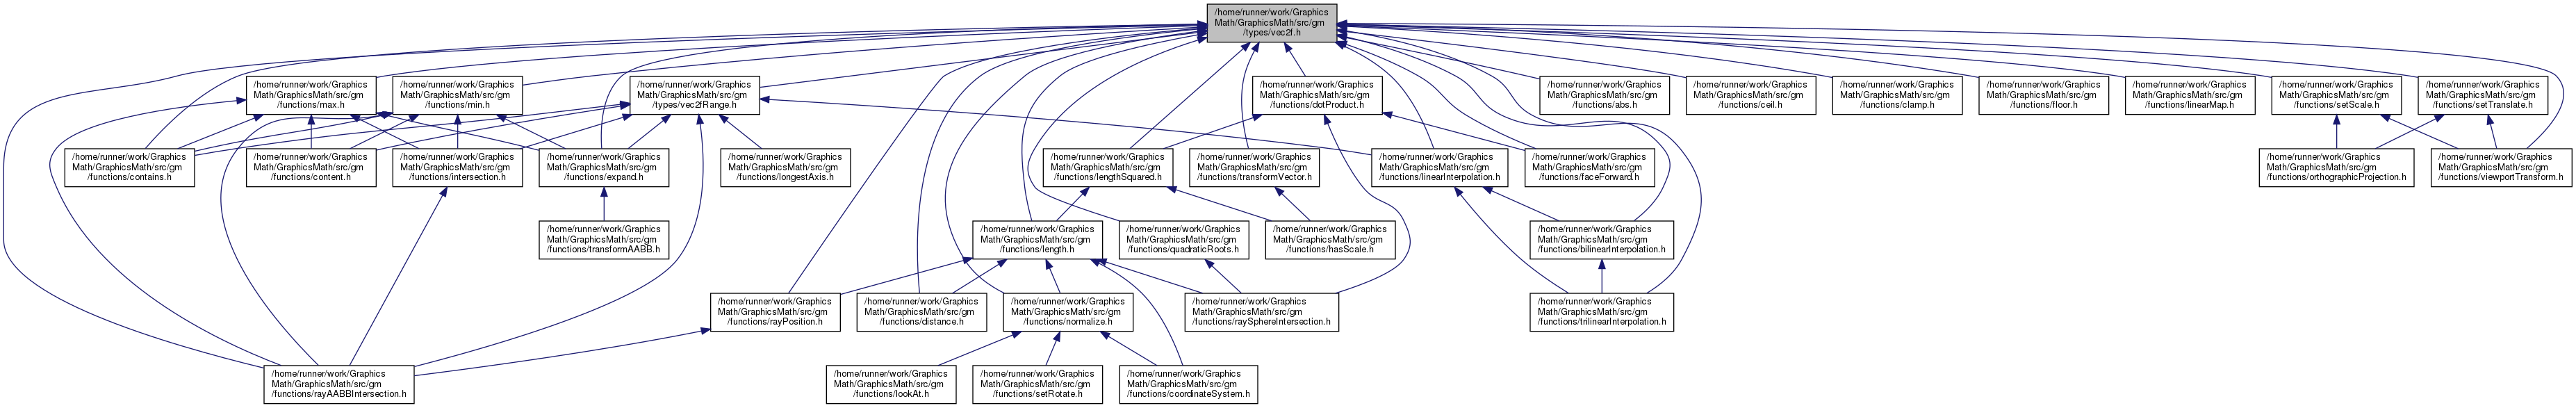 /home/runner/work/Graphics
Math/GraphicsMath/src/gm
/types/vec2f.h
/home/runner/work/Graphics
Math/GraphicsMath/src/gm
/functions/max.h
/home/runner/work/Graphics
Math/GraphicsMath/src/gm
/functions/min.h
/home/runner/work/Graphics
Math/GraphicsMath/src/gm
/types/vec2fRange.h
/home/runner/work/Graphics
Math/GraphicsMath/src/gm
/functions/dotProduct.h
/home/runner/work/Graphics
Math/GraphicsMath/src/gm
/functions/abs.h
/home/runner/work/Graphics
Math/GraphicsMath/src/gm
/functions/ceil.h
/home/runner/work/Graphics
Math/GraphicsMath/src/gm
/functions/clamp.h
/home/runner/work/Graphics
Math/GraphicsMath/src/gm
/functions/floor.h
/home/runner/work/Graphics
Math/GraphicsMath/src/gm
/functions/linearMap.h
/home/runner/work/Graphics
Math/GraphicsMath/src/gm
/functions/setScale.h
/home/runner/work/Graphics
Math/GraphicsMath/src/gm
/functions/setTranslate.h
/home/runner/work/Graphics
Math/GraphicsMath/src/gm
/functions/contains.h
/home/runner/work/Graphics
Math/GraphicsMath/src/gm
/functions/content.h
/home/runner/work/Graphics
Math/GraphicsMath/src/gm
/functions/intersection.h
/home/runner/work/Graphics
Math/GraphicsMath/src/gm
/functions/expand.h
/home/runner/work/Graphics
Math/GraphicsMath/src/gm
/functions/longestAxis.h
/home/runner/work/Graphics
Math/GraphicsMath/src/gm
/functions/lengthSquared.h
/home/runner/work/Graphics
Math/GraphicsMath/src/gm
/functions/transformVector.h
/home/runner/work/Graphics
Math/GraphicsMath/src/gm
/functions/linearInterpolation.h
/home/runner/work/Graphics
Math/GraphicsMath/src/gm
/functions/faceForward.h
/home/runner/work/Graphics
Math/GraphicsMath/src/gm
/functions/orthographicProjection.h
/home/runner/work/Graphics
Math/GraphicsMath/src/gm
/functions/viewportTransform.h
/home/runner/work/Graphics
Math/GraphicsMath/src/gm
/functions/transformAABB.h
/home/runner/work/Graphics
Math/GraphicsMath/src/gm
/functions/length.h
/home/runner/work/Graphics
Math/GraphicsMath/src/gm
/functions/quadraticRoots.h
/home/runner/work/Graphics
Math/GraphicsMath/src/gm
/functions/hasScale.h
/home/runner/work/Graphics
Math/GraphicsMath/src/gm
/functions/bilinearInterpolation.h
/home/runner/work/Graphics
Math/GraphicsMath/src/gm
/functions/rayPosition.h
/home/runner/work/Graphics
Math/GraphicsMath/src/gm
/functions/distance.h
/home/runner/work/Graphics
Math/GraphicsMath/src/gm
/functions/normalize.h
/home/runner/work/Graphics
Math/GraphicsMath/src/gm
/functions/raySphereIntersection.h
/home/runner/work/Graphics
Math/GraphicsMath/src/gm
/functions/trilinearInterpolation.h
/home/runner/work/Graphics
Math/GraphicsMath/src/gm
/functions/rayAABBIntersection.h
/home/runner/work/Graphics
Math/GraphicsMath/src/gm
/functions/lookAt.h
/home/runner/work/Graphics
Math/GraphicsMath/src/gm
/functions/setRotate.h
/home/runner/work/Graphics
Math/GraphicsMath/src/gm
/functions/coordinateSystem.h